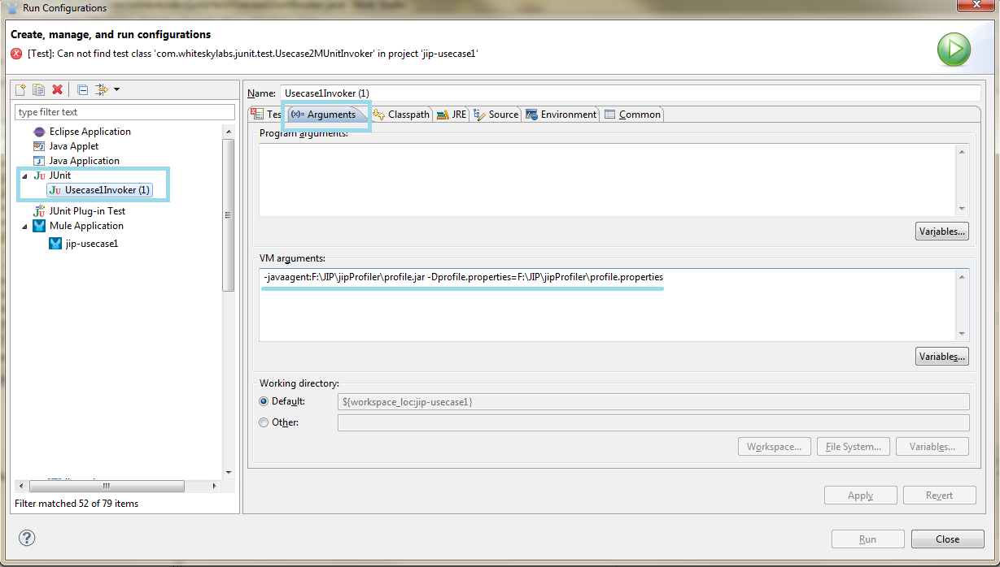 Run Configurations
Create, manage, and run configurations
[Test]: Can not find test class 'com.whiteskylabs.junit.test.Usecase2MUnitInvoker' in project 'jip-usecase1'
type filter text
Eclipse Application
Java Applet
Java Application
JUnit
Usecase1Invoker (1)
JUnit Plug-in Test
Mule Application
jip-usecase1
Filter matched 52 of 79 items
Name: Usecase1Invoker (1)
Tes (x)= Arguments Classpath JRE Source Environment Common
Program arguments:
Variables...
VM arguments:
-javaagent:F:\JIP\jipProfiler\profile.jar -Dprofile.properties=F:\JIP\jipProfiler\profile.properties
Variables...
Working directory:
Default: ${workspace_loc:jip-usecase1}
Other:
Workspace... File System... Variables...
Apply Revert
Run Close